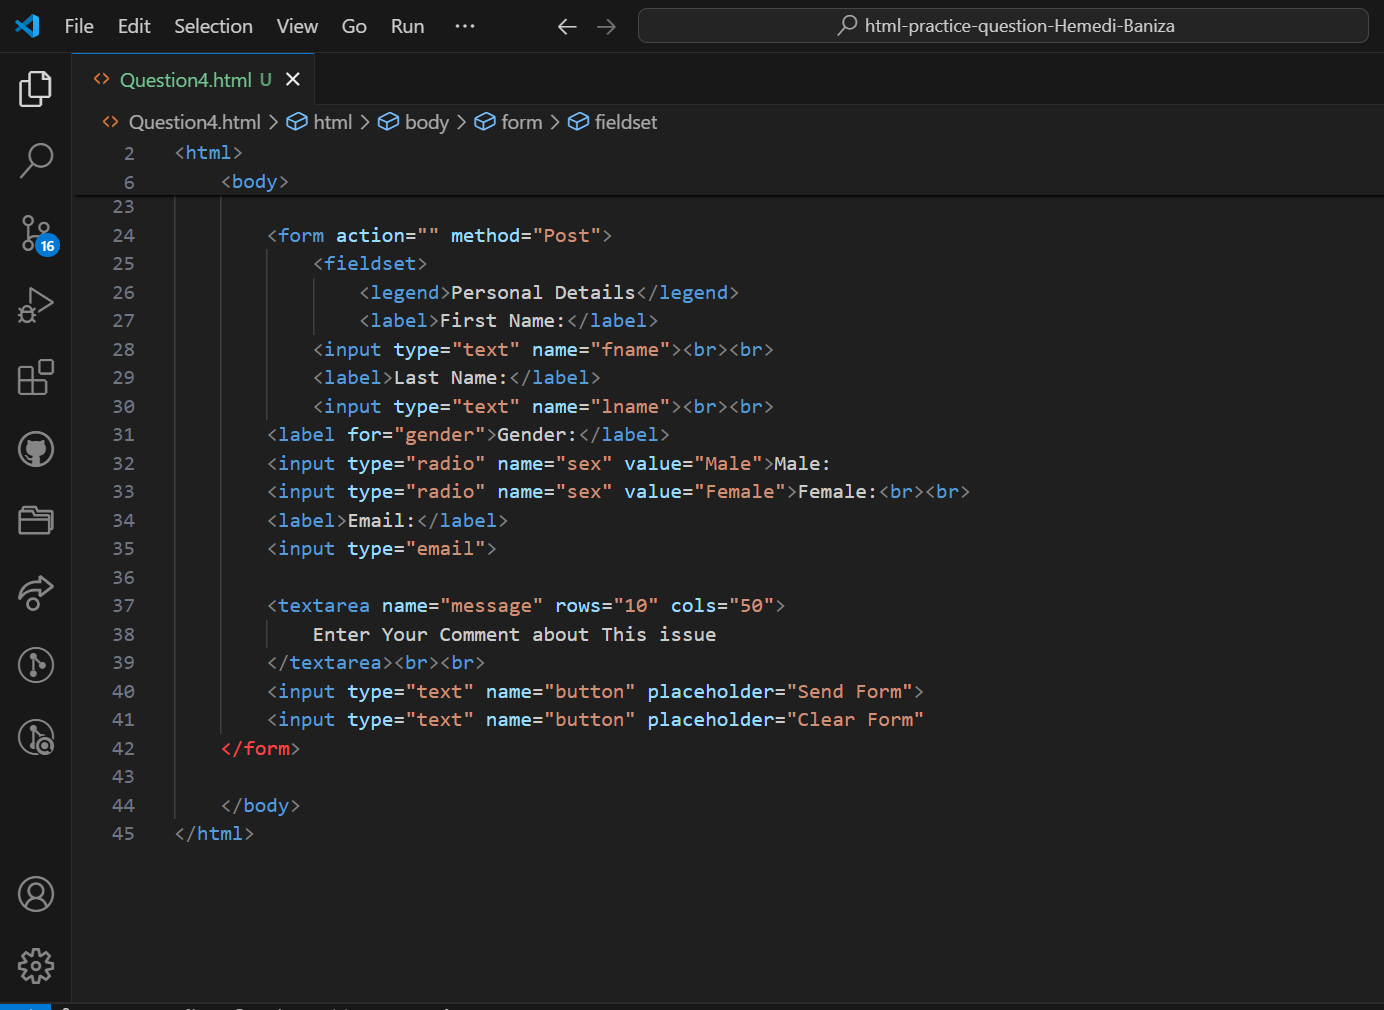 File Edit Selection View Go Run ··· html-practice-question-Hemedi-Baniza
Question4.html U
Question4.html > html > body > form > fieldset
2 <html>
6 <body>
23
24 <form action="" method="Post">
25 <fieldset>
26 <legend>Personal Details</legend>
27 <label>First Name:</label>
28 <input type="text" name="fname"><br><br>
29 <label>Last Name:</label>
30 <input type="text" name="lname"><br><br>
31 <label for="gender">Gender:</label>
32 <input type="radio" name="sex" value="Male">Male:
33 <input type="radio" name="sex" value="Female">Female:<br><br>
34 <label>Email:</label>
35 <input type="email">
36
37 <textarea name="message" rows="10" cols="50">
38 Enter Your Comment about This issue
39 </textarea><br><br>
40 <input type="text" name="button" placeholder="Send Form">
41 <input type="text" name="button" placeholder="Clear Form"
42 </form>
43
44 </body>
45 </html>
16